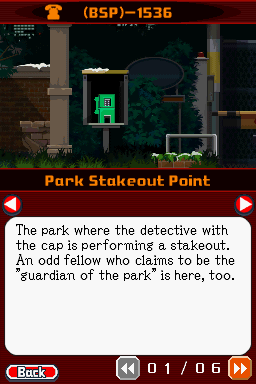 (BSP)-1536
Park Stakeout Point
The park where the detective with
the cap is performing a stakeout.
An odd fellow who claims to be the
"guardian of the park" is here, too.
Back
01/06